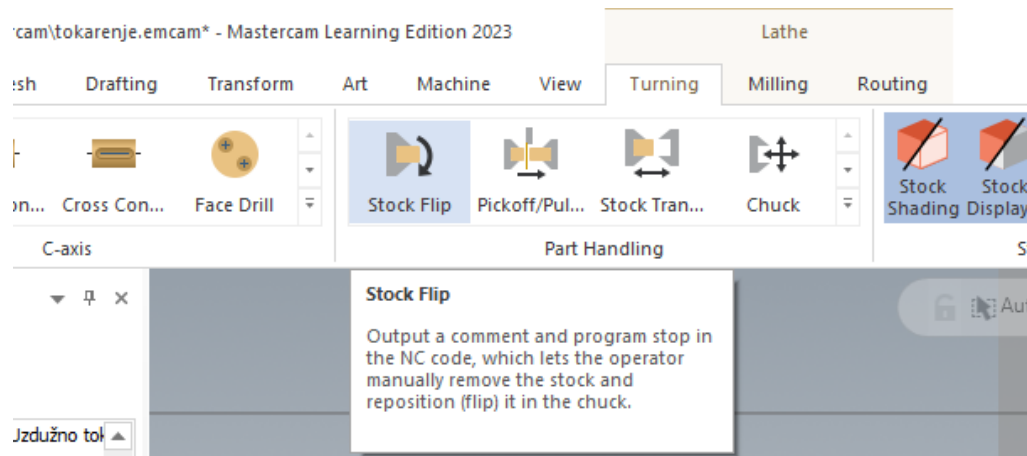 cam\tokarenje.emcam* - Mastercam Learning Edition 2023
Lathe
Drafting Transform Art Machine View Turning Milling Routing
Cross Con... Face Drill Stock Flip Pickoff/Pul... Stock Tran... Chuck Stock Shading Stock Display
C-axis Part Handling
Stock Flip
Output a comment and program stop in
the NC code, which lets the operator
manually remove the stock and
reposition (flip) it in the chuck.
Uzdužno tok